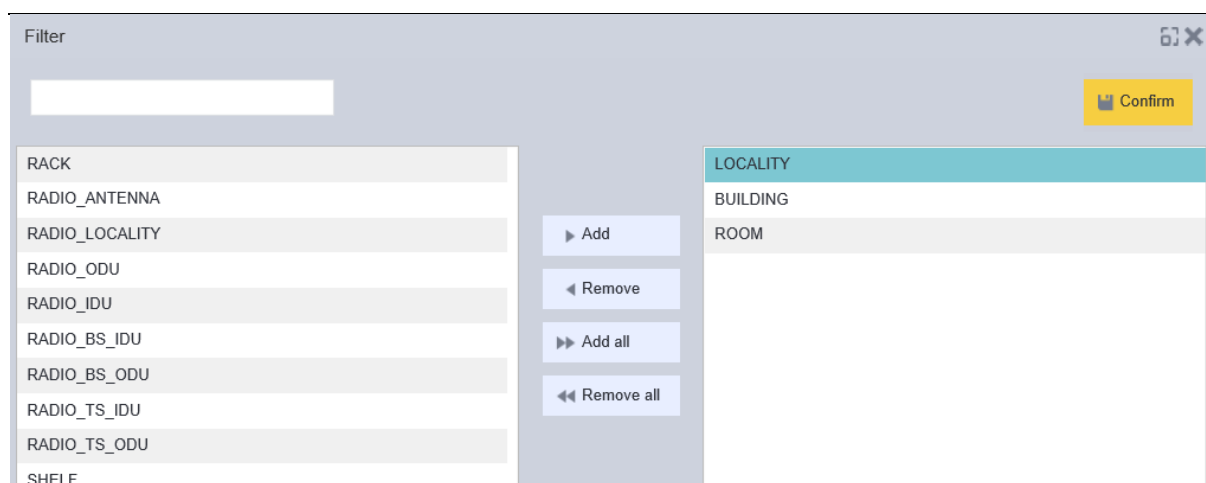 Filter
Confirm
RACK
RADIO_ANTENNA
RADIO_LOCALITY
RADIO_ODU
RADIO_IDU
RADIO_BS_IDU
RADIO_BS_ODU
RADIO_TS_IDU
RADIO_TS_ODU
SHELF
Add
Remove
Add all
Remove all
LOCALITY
BUILDING
ROOM